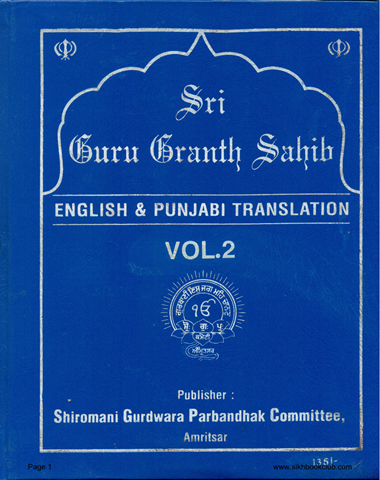 Sri
Guru Granth Sahib
ENGLISH & PUNJABI TRANSLATION
VOL.2
ੴ
Publisher :
Shiromani Gurdwara Parbandhak Committee,
Amritsar
135/-
Page 1
www.sikhbookclub.com